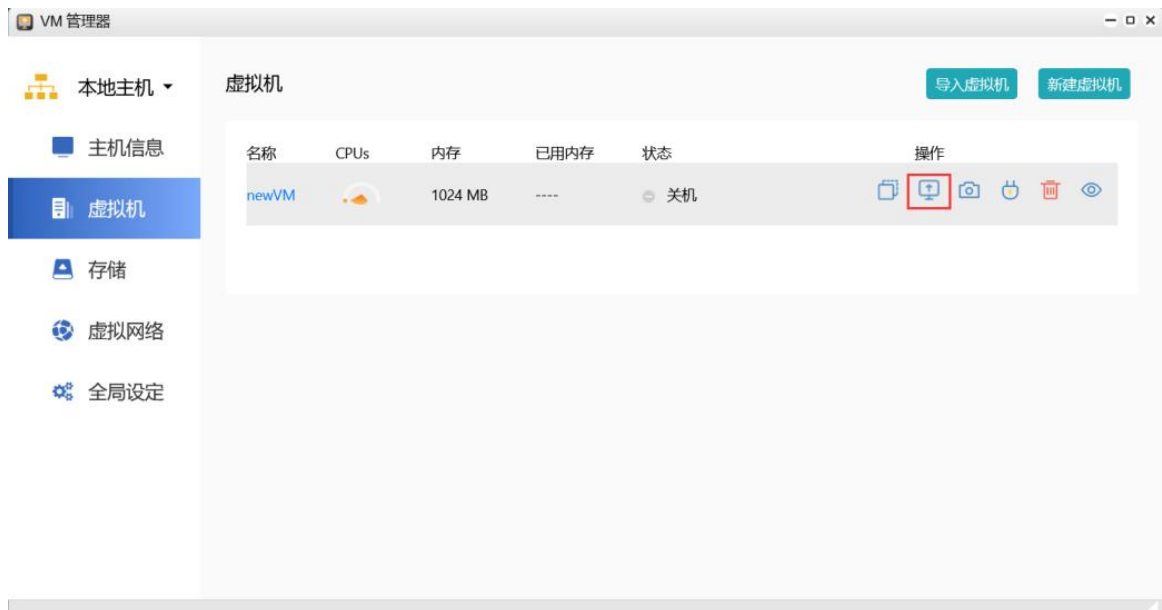 VM 管理器
本地主机
主机信息
虚拟机
存储
虚拟网络
全局设定
虚拟机
导入虚拟机 新建虚拟机
名称 CPUs 内存 已用内存 状态 操作
newVM 1024 MB ---- 关机